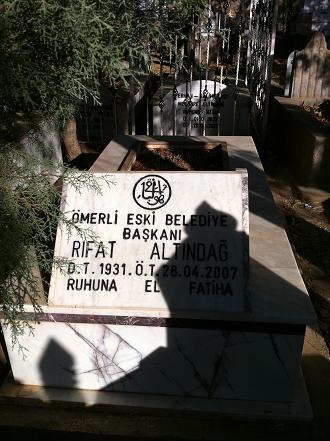 ÖMERLİ ESKİ BELEDİYE
BAŞKANI
RIFAT ALTINDAĞ
D.T. 1931. Ö.T. 28.04.2007
RUHUNA EL FATİHA